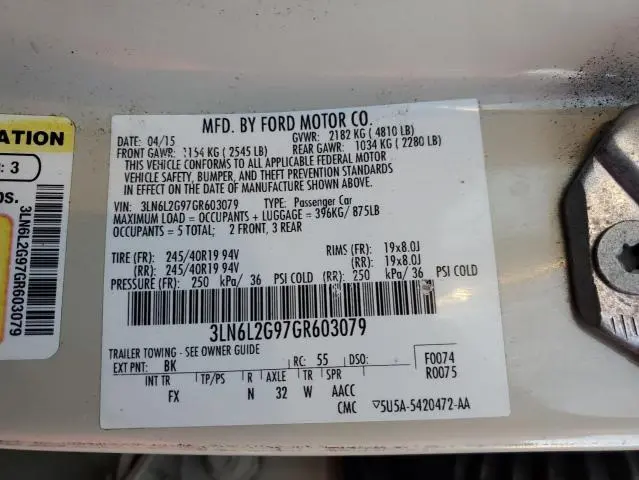 ATION
: 3
OS.
3LN6L2G97GR603079
MFD. BY FORD MOTOR CO.
DATE: 04/15 GVWR: 2182 KG ( 4810 LB)
FRONT GAWR: 1154 KG ( 2545 LB) REAR GAWR: 1034 KG ( 2280 LB)
THIS VEHICLE CONFORMS TO ALL APPLICABLE FEDERAL MOTOR
VEHICLE SAFETY, BUMPER, AND THEFT PREVENTION STANDARDS
IN EFFECT ON THE DATE OF MANUFACTURE SHOWN ABOVE.
VIN: 3LN6L2G97GR603079 TYPE: Passenger Car
MAXIMUM LOAD = OCCUPANTS + LUGGAGE = 396KG/ 875LB
OCCUPANTS = 5 TOTAL; 2 FRONT, 3 REAR
TIRE (FR): 245/40R19 94V RIMS (FR): 19x8.0J
(RR): 245/40R19 94V (RR): 19x8.0J
PRESSURE (FR): 250 kPa/ 36 PSI COLD (RR): 250 kPa/ 36 PSI COLD
3LN6L2G97GR603079
TRAILER TOWING - SEE OWNER GUIDE
EXT PNT: BK RC: 55 DSO: F0074
R0075
INT TR TP/PS R AXLE TR SPR
FX N 32 W AACC
CMC ▽5U5A-5420472-AA